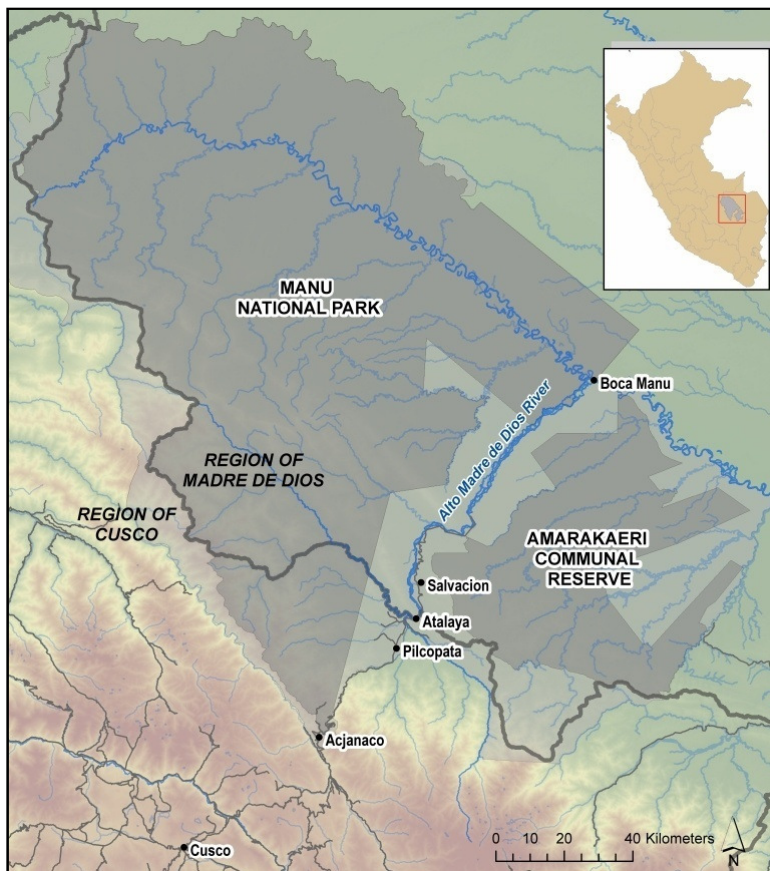 MANU
NATIONAL PARK
Boca Manu
Alto Madre de Dios River
REGION OF
MADRE DE DIOS
REGION OF
CUSCO
AMARAKAERI
COMMUNAL
RESERVE
Salvacion
Atalaya
Pilcopata
Acjanaco
Cusco
0 10 20 40 Kilometers
N